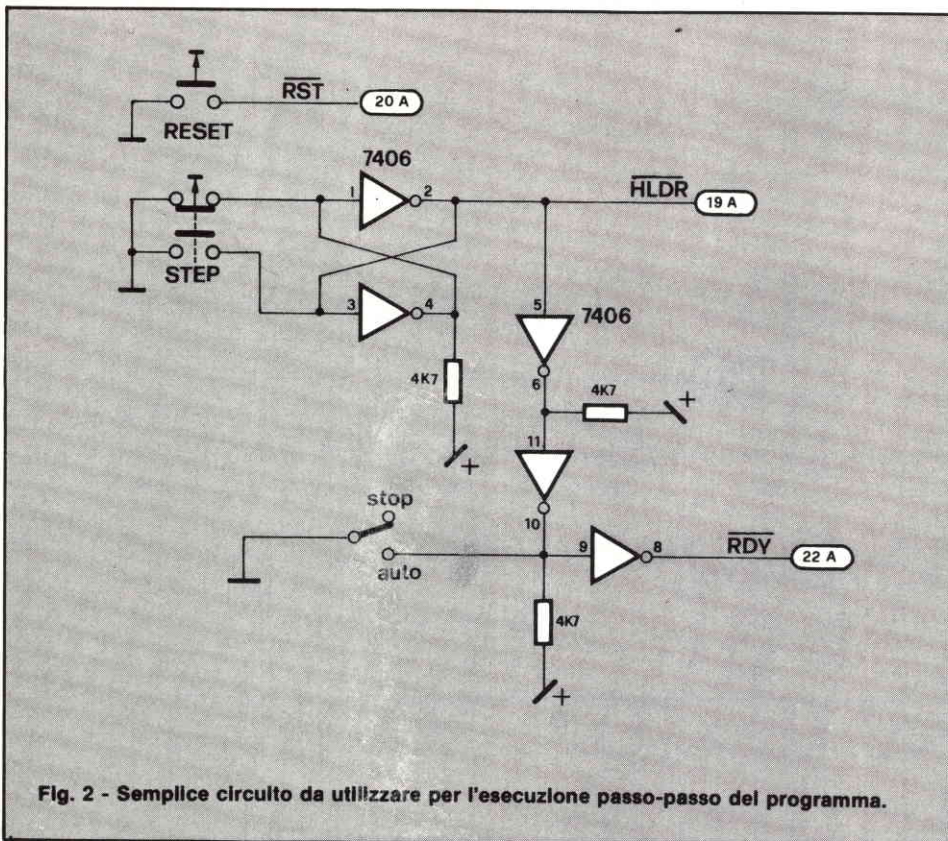 RST
20 A
RESET
7406
1
2
HLDR
19 A
STEP
3
4
5
7406
4K7
6
4K7
+
11
+
stop
10
9
8
RDY
22 A
auto
4K7
+
Fig. 2 - Semplice circuito da utilizzare per l'esecuzione passo-passo del programma.